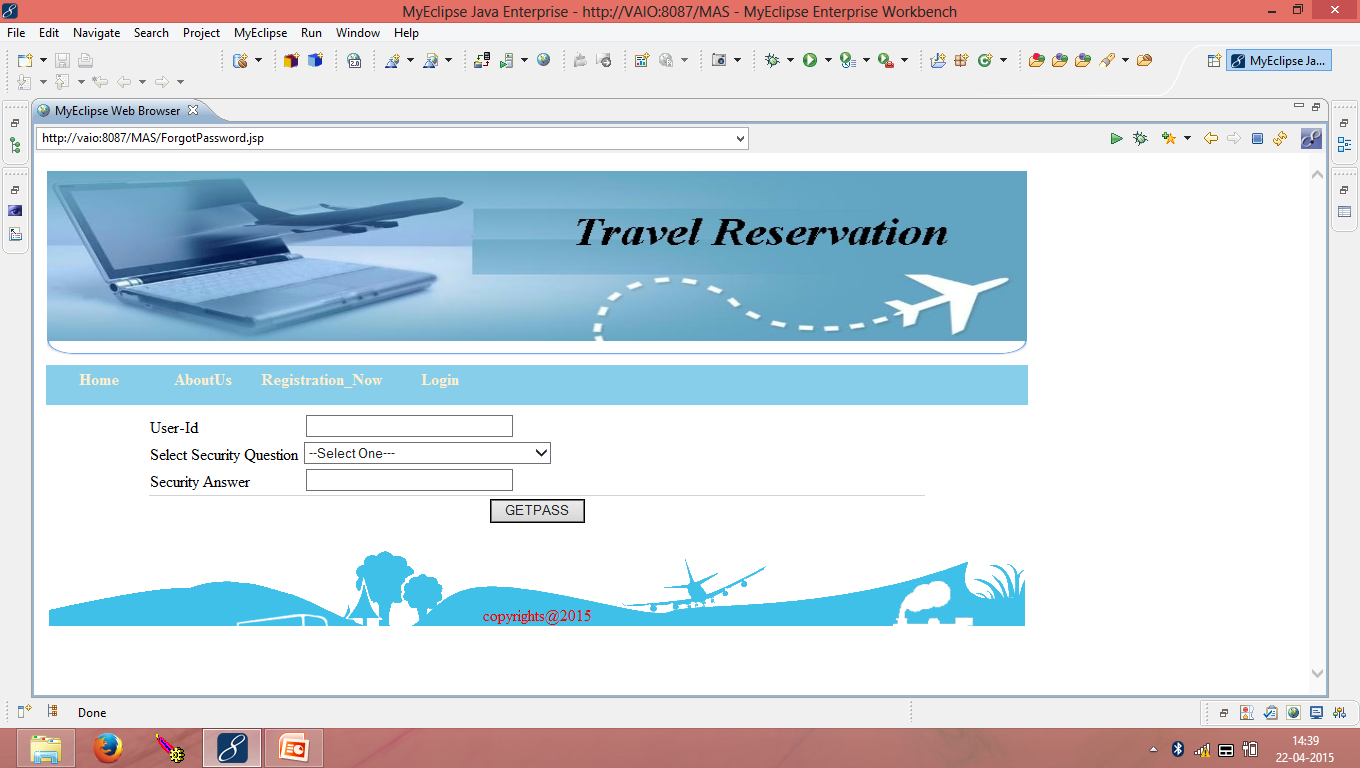 MyEclipse Java Enterprise - http://VAIO:8087/MAS - MyEclipse Enterprise Workbench
File Edit Navigate Search Project MyEclipse Run Window Help
2.0
MyEclipse Ja...
MyEclipse Web Browser
http://vaio:8087/MAS/ForgotPassword.jsp
Travel Reservation
Home AboutUs Registration_Now Login
User-Id
Select Security Question --Select One---
Security Answer
GETPASS
copyrights@2015
Done
14:39
22-04-2015